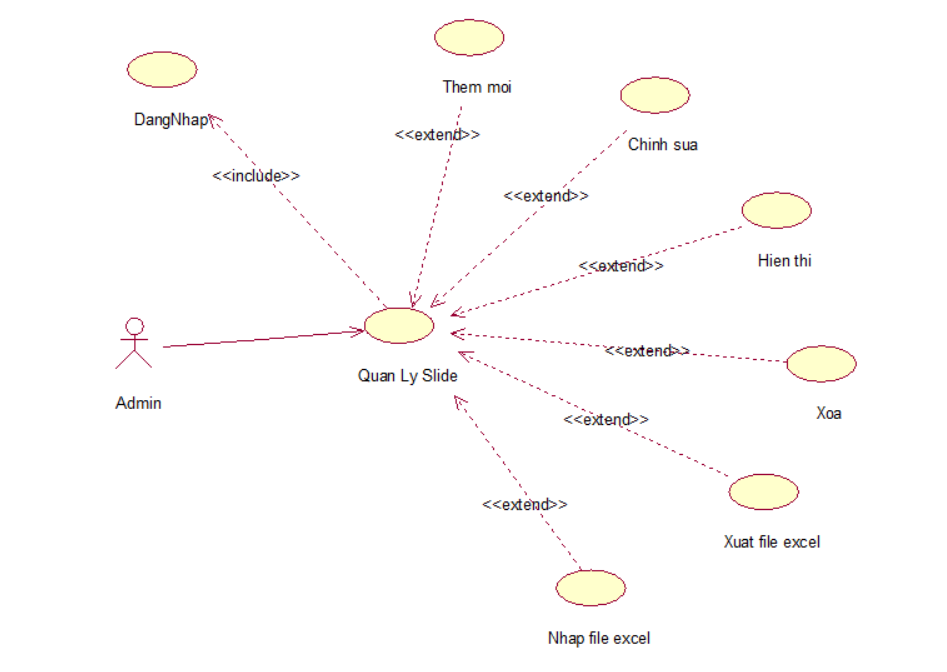 Them moi
DangNhap
<<extend>>
Chinh sua
<<include>>
<<extend>>
Hien thi
<<extend>>
<<extend>>
Quan Ly Slide
Admin
Xoa
<<extend>>
<<extend>>
Xuat file excel
Nhap file excel